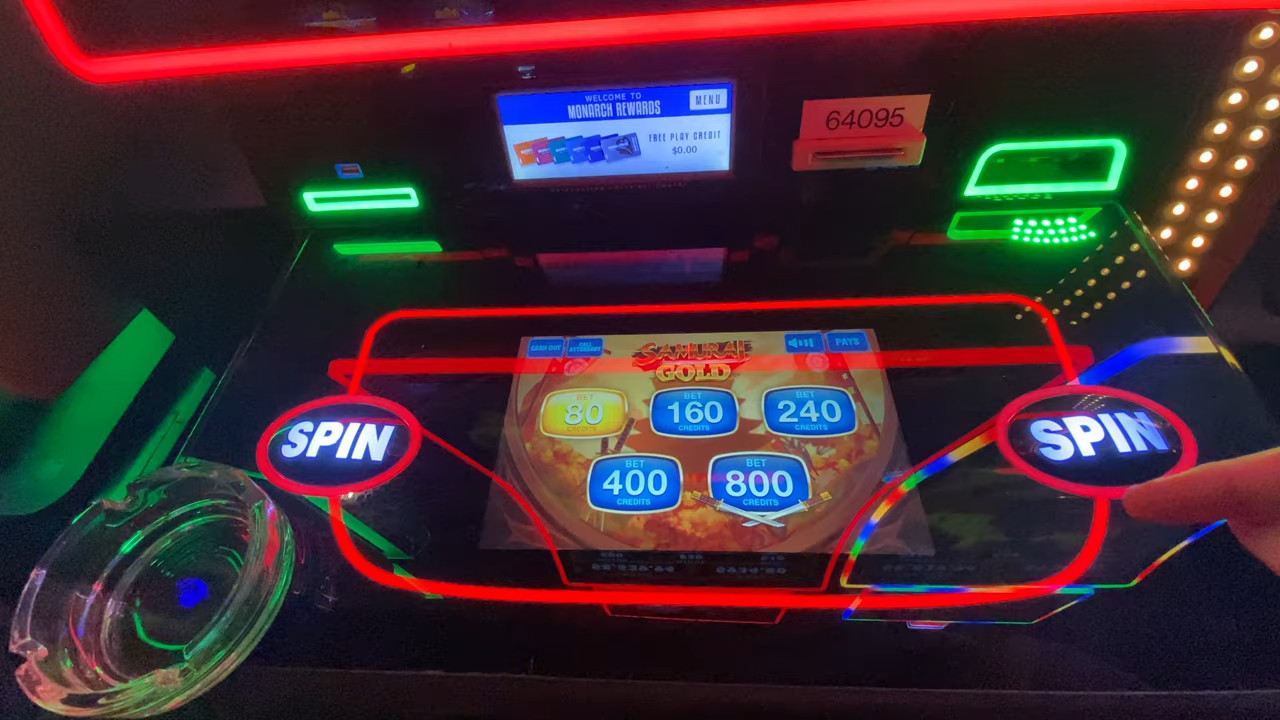 WELCOME TO
MONARCH REWARDS
MENU
FREE PLAY CREDIT
$0.00
64095
CASH OUT
CALL
ATTENDANT
SAMURAI
GOLD
PAYS
BET
80
CREDITS
BET
160
CREDITS
BET
240
CREDITS
BET
400
CREDITS
BET
800
CREDITS
SPIN
SPIN